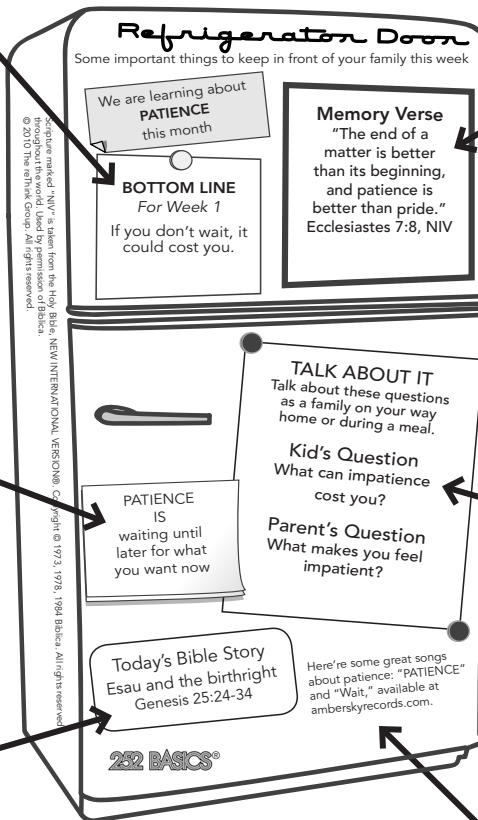 Refrigerator Door
Some important things to keep in front of your family this week
We are learning about
PATIENCE
this month
BOTTOM LINE
For Week 1
If you don't wait, it
could cost you.
Memory Verse
“The end of a
matter is better
than its beginning,
and patience is
better than pride.”
Ecclesiastes 7:8, NIV
Scripture marked “NIV” is taken from the Holy Bible, NEW INTERNATIONAL VERSION®. Copyright © 1973, 1978, 1984 Biblica. All rights reserved
throughout the world. Used by permission of Biblica.
© 2010 The reThink Group. All rights reserved.
TALK ABOUT IT
Talk about these questions
as a family on your way
home or during a meal.
Kid's Question
What can impatience
cost you?
Parent's Question
What makes you feel
impatient?
PATIENCE
IS
waiting until
later for what
you want now
Today's Bible Story
Esau and the birthright
Genesis 25:24-34
Here're some great songs
about patience: “PATIENCE”
and “Wait,” available at
amberskyrecords.com.
252 BASICS®